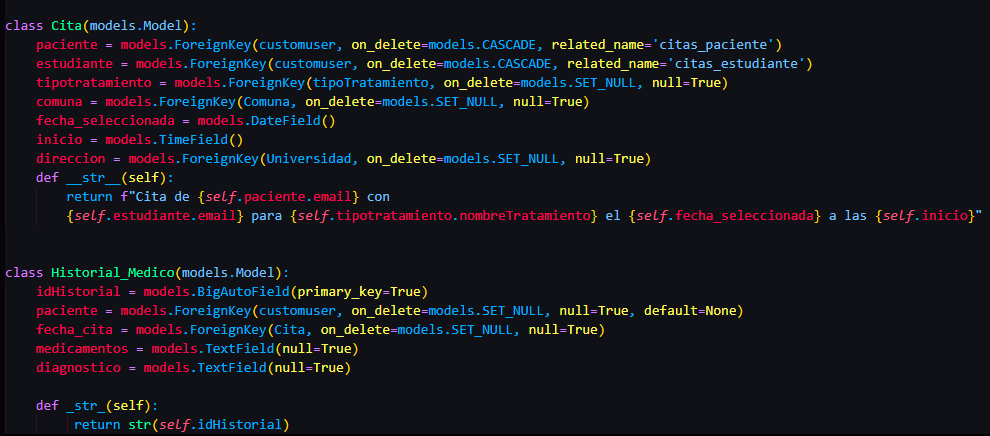 class Cita(models.Model):
    paciente = models.ForeignKey(customuser, on_delete=models.CASCADE, related_name='citas_paciente')
    estudiante = models.ForeignKey(customuser, on_delete=models.CASCADE, related_name='citas_estudiante')
    tipotratamiento = models.ForeignKey(tipoTratamiento, on_delete=models.SET_NULL, null=True)
    comuna = models.ForeignKey(Comuna, on_delete=models.SET_NULL, null=True)
    fecha_seleccionada = models.DateField()
    inicio = models.TimeField()
    direccion = models.ForeignKey(Universidad, on_delete=models.SET_NULL, null=True)
    def __str__(self):
        return f"Cita de {self.paciente.email} con
        {self.estudiante.email} para {self.tipotratamiento.nombreTratamiento} el {self.fecha_seleccionada} a las {self.inicio}"
class Historial_Medico(models.Model):
    idHistorial = models.BigAutoField(primary_key=True)
    paciente = models.ForeignKey(customuser, on_delete=models.SET_NULL, null=True, default=None)
    fecha_cita = models.ForeignKey(Cita, on_delete=models.SET_NULL, null=True)
    medicamentos = models.TextField(null=True)
    diagnostico = models.TextField(null=True)
    def _str_(self):
         return str(self.idHistorial)